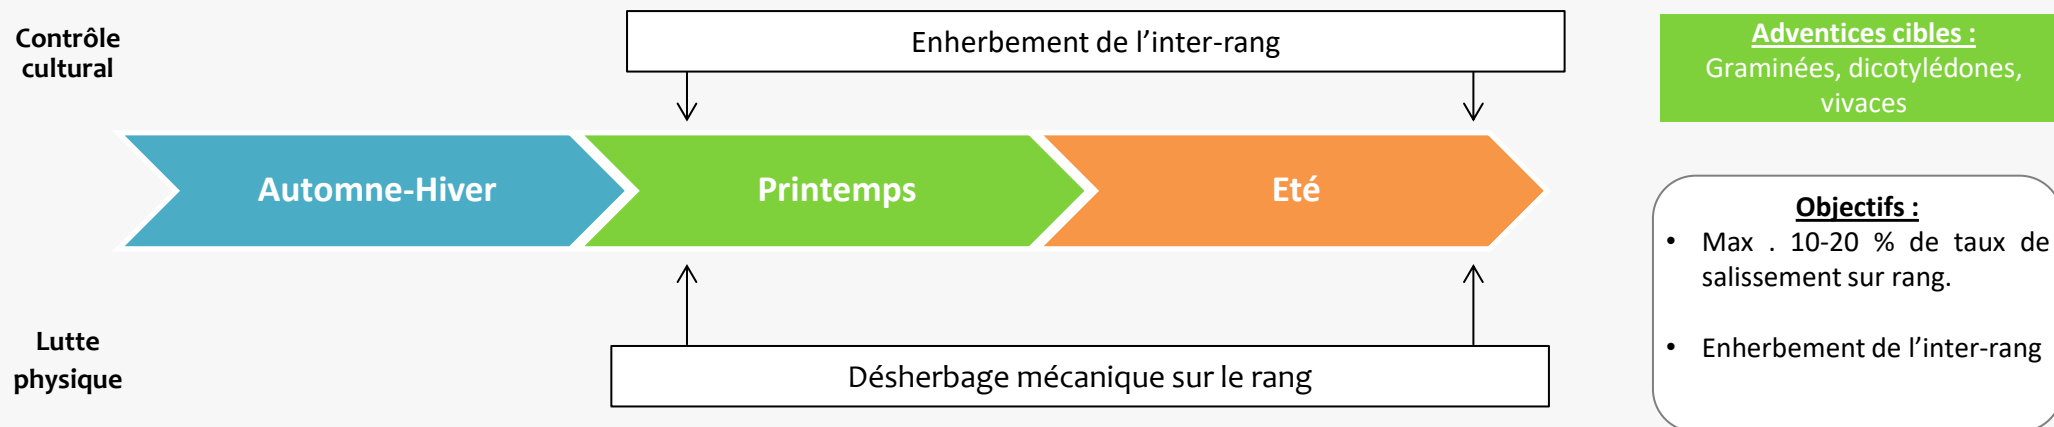 Contrôle
cultural
Enherbement de l’inter-rang
Adventices cibles :
Graminées, dicotylédones,
vivaces
Automne-Hiver
Printemps
Eté
Objectifs :
• Max . 10-20 % de taux de
salissement sur rang.
• Enherbement de l’inter-rang
Lutte
physique
Désherbage mécanique sur le rang